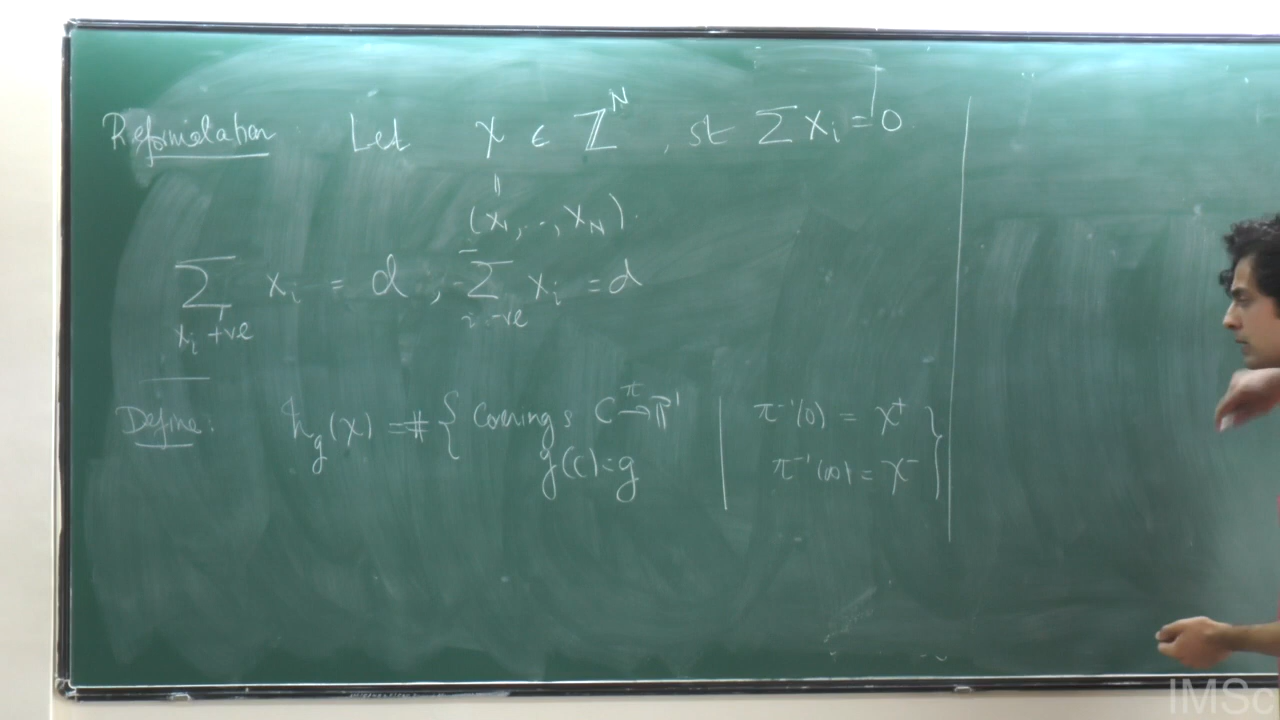 Reformulation Let x ∈ ℤ^N , st Σ x_i = 0
||
(x_1, .., x_N).
Σ_{x_i +ve} x_i = d , -Σ_{i -ve} x_i = d
Define: h_g(x) = # { Coverings C →^π ℙ^1 | π^{-1}(0) = x^+
g(C) = g | π^{-1}(∞) = x^- }
IMSc